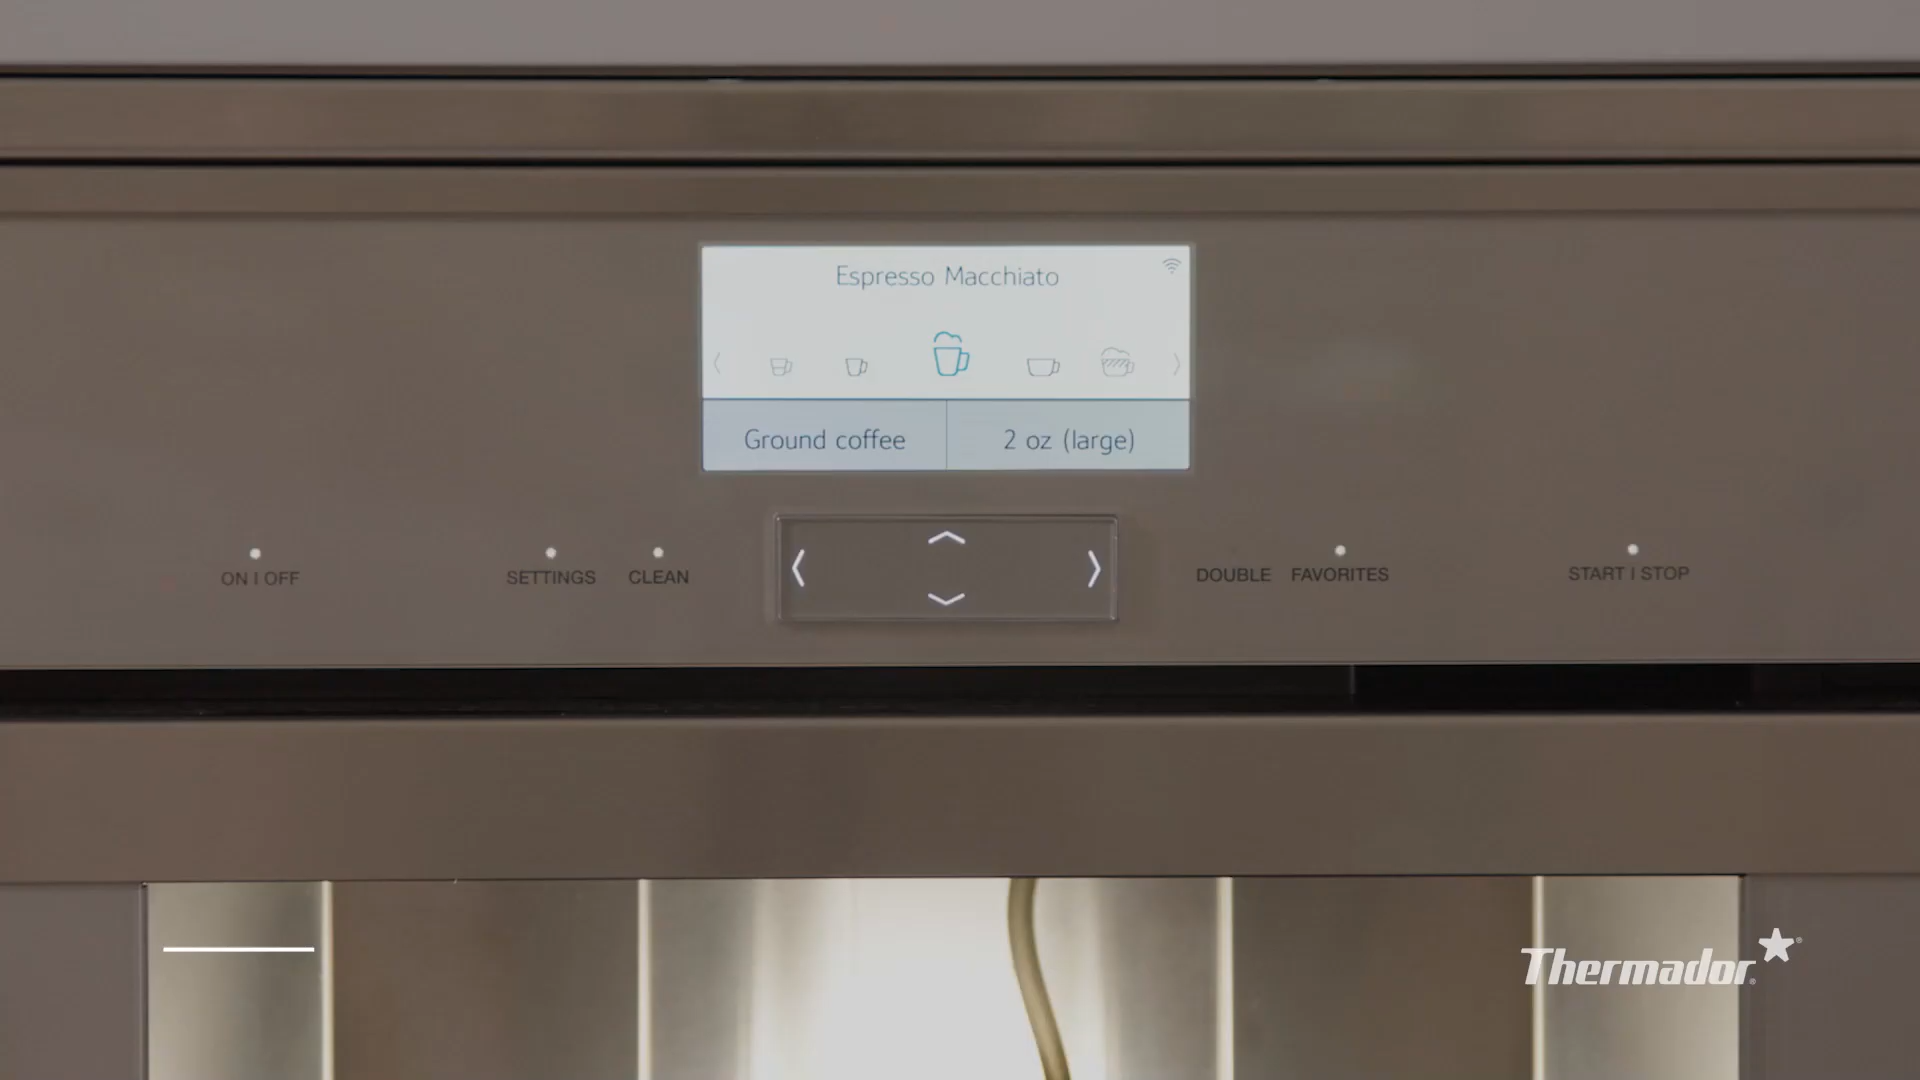 Espresso Macchiato
Ground coffee
2 oz (large)
ON I OFF
SETTINGS
CLEAN
DOUBLE
FAVORITES
START I STOP
Thermador®